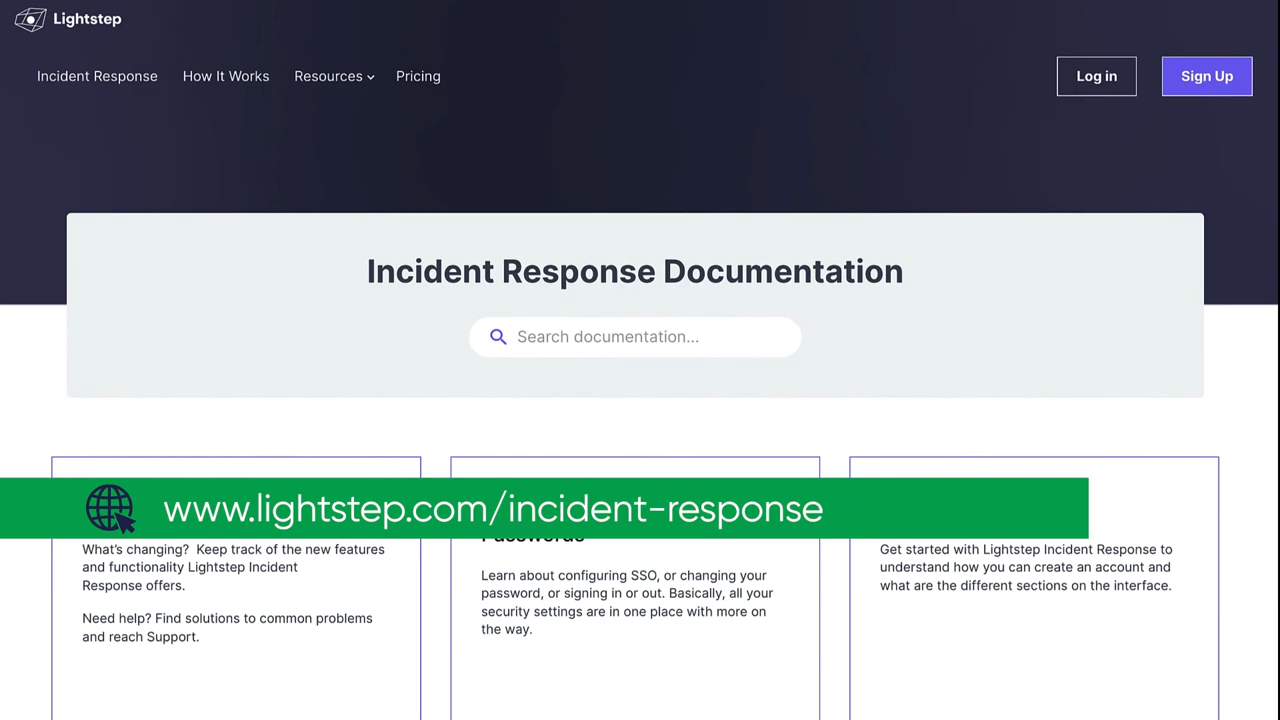 Lightstep
Incident Response How It Works Resources Pricing Log in Sign Up
Incident Response Documentation
Search documentation...
www.lightstep.com/incident-response
Passwords
What's changing? Keep track of the new features
and functionality Lightstep Incident
Response offers.
Need help? Find solutions to common problems
and reach Support.
Learn about configuring SSO, or changing your
password, or signing in or out. Basically, all your
security settings are in one place with more on
the way.
Get started with Lightstep Incident Response to
understand how you can create an account and
what are the different sections on the interface.